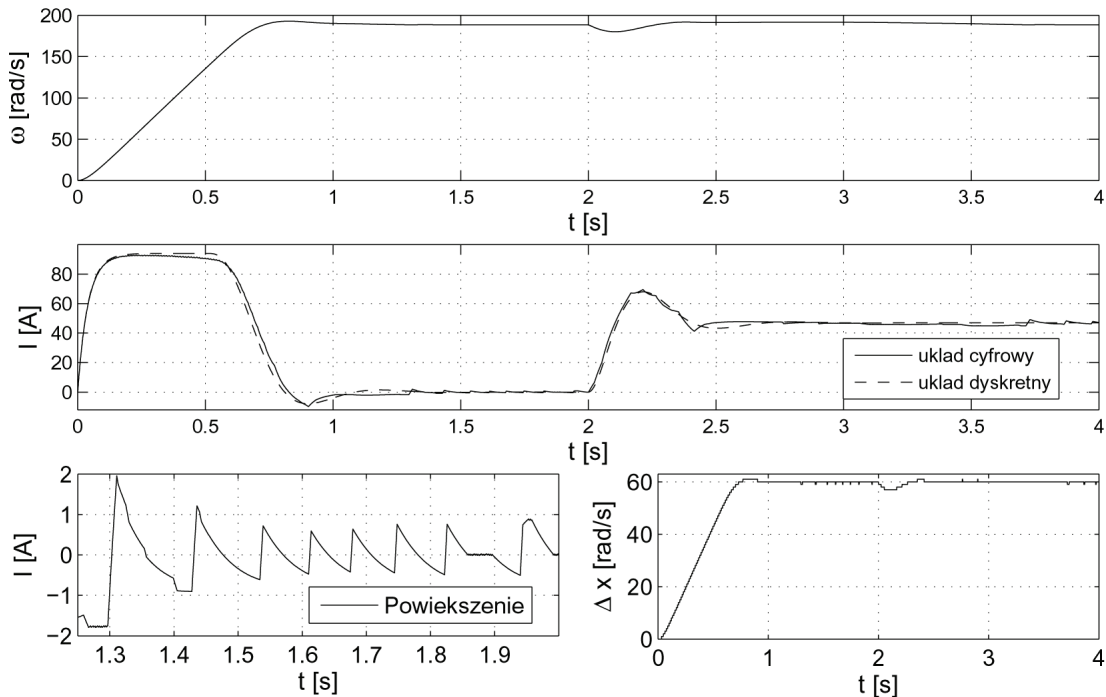 200
150
100
50
0
ω [rad/s]
0 0.5 1 1.5 2 2.5 3 3.5 4
t [s]
80
60
40
20
0
I [A]
uklad cyfrowy
uklad dyskretny
0 0.5 1 1.5 2 2.5 3 3.5 4
t [s]
2
1
0
−1
−2
I [A]
Powiekszenie
1.3 1.4 1.5 1.6 1.7 1.8 1.9
t [s]
60
40
20
0
Δ x [rad/s]
0 1 2 3 4
t [s]